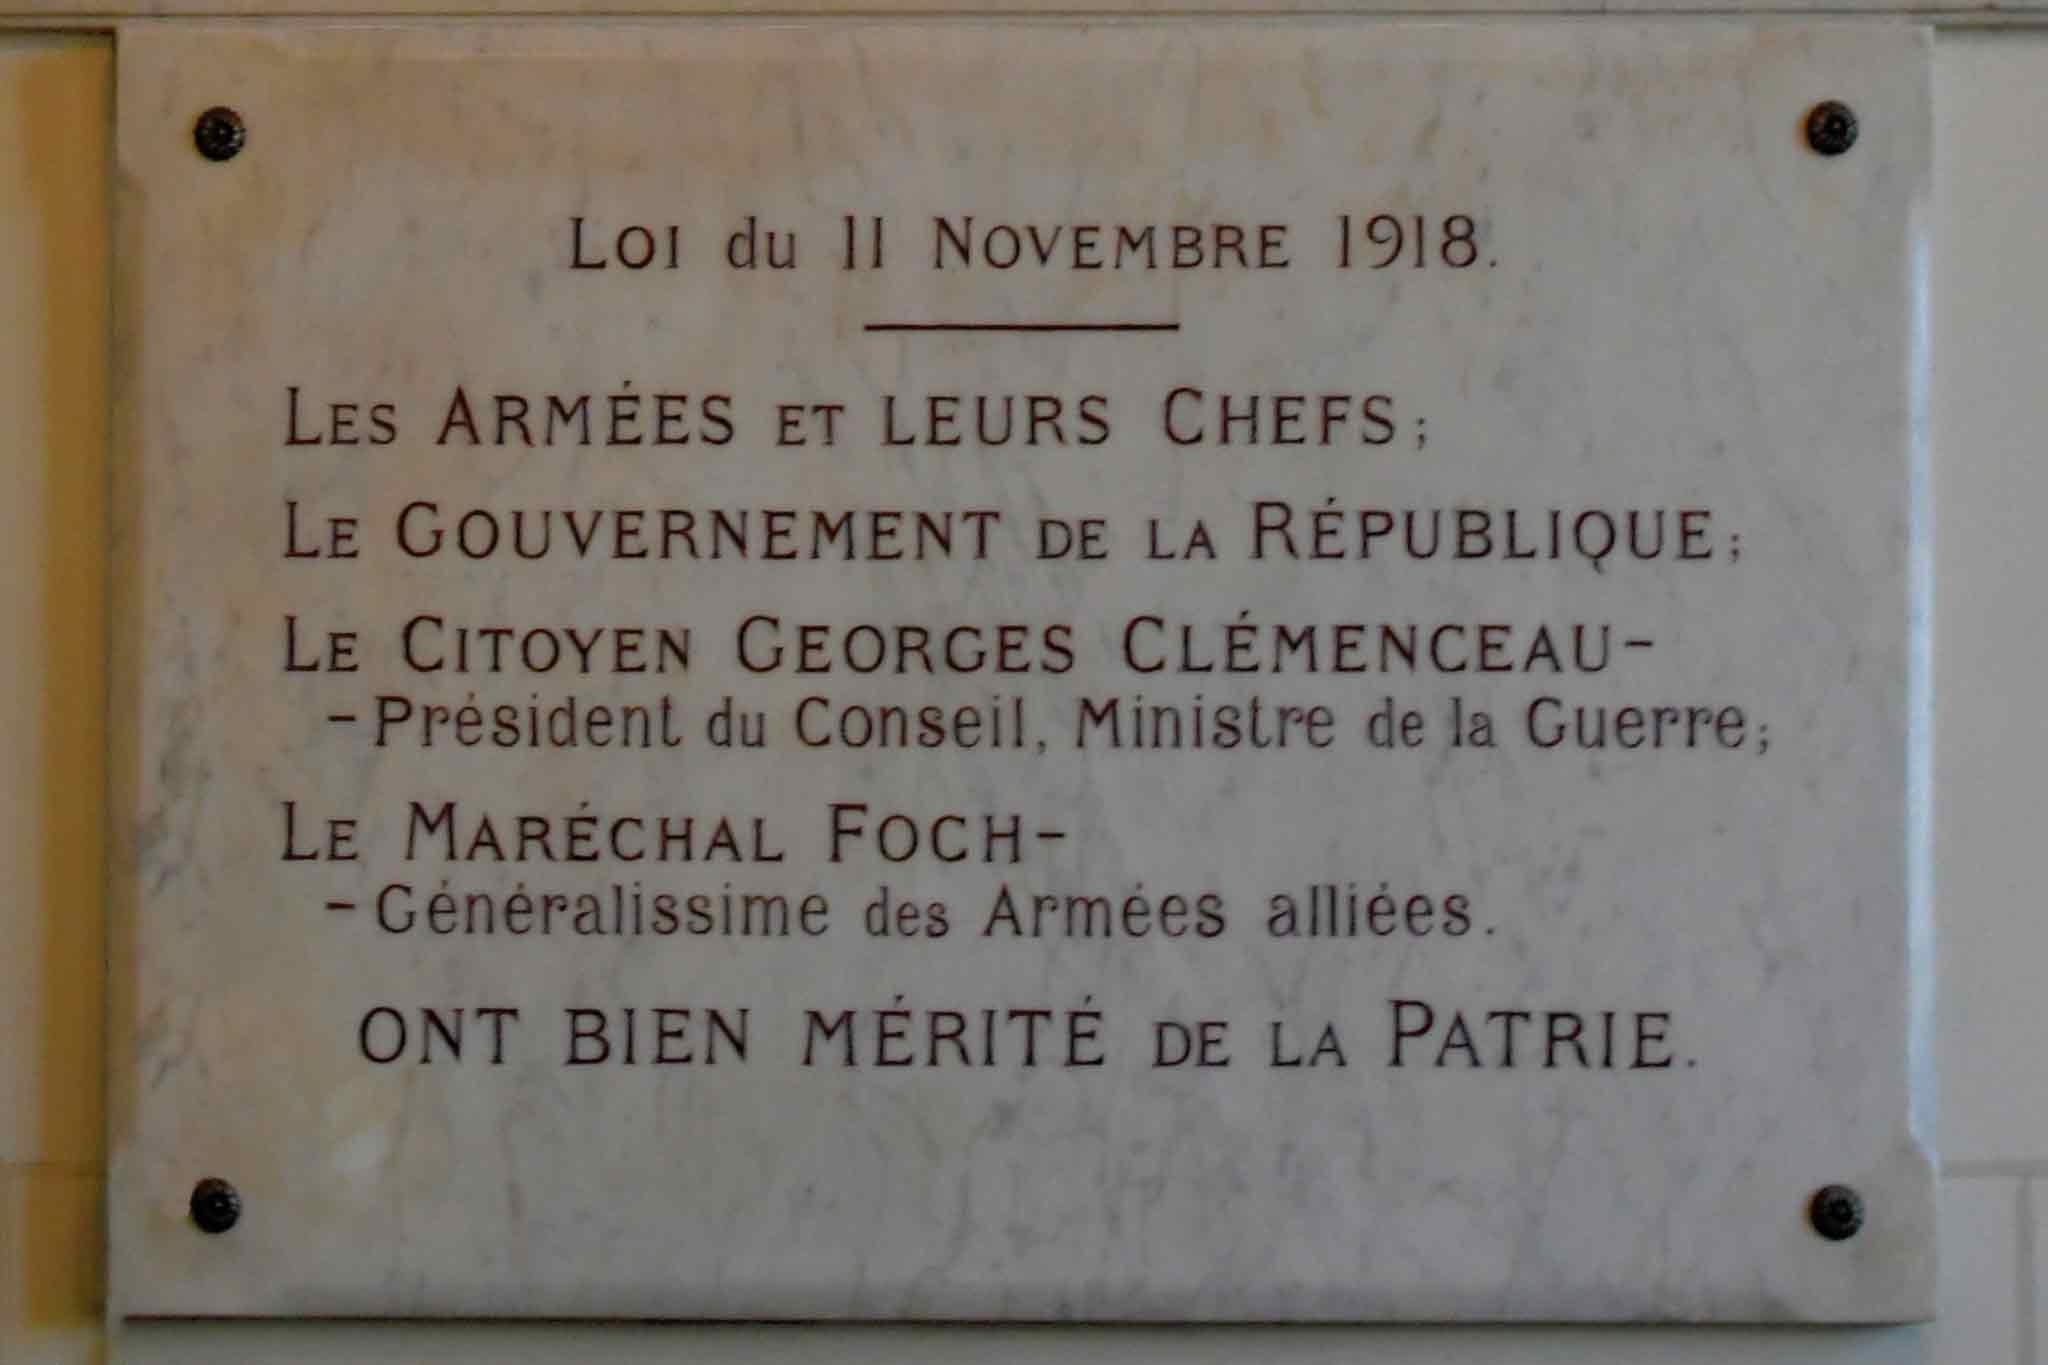 LOI du 11 NOVEMBRE 1918.
LES ARMÉES ET LEURS CHEFS;
LE GOUVERNEMENT DE LA RÉPUBLIQUE;
LE CITOYEN GEORGES CLÉMENCEAU-
-Président du Conseil, Ministre de la Guerre;
LE MARÉCHAL FOCH-
-Généralissime des Armées alliées.
ONT BIEN MÉRITÉ DE LA PATRIE.